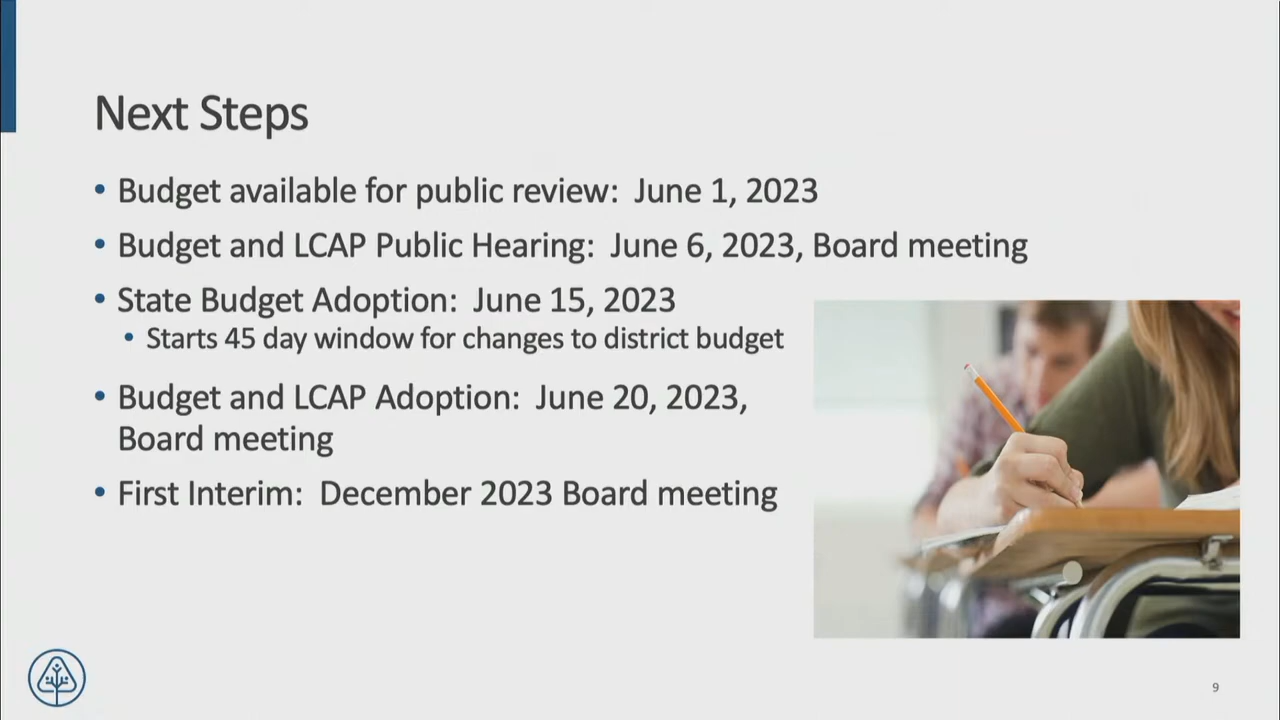 Next Steps
• Budget available for public review: June 1, 2023
• Budget and LCAP Public Hearing: June 6, 2023, Board meeting
• State Budget Adoption: June 15, 2023
• Starts 45 day window for changes to district budget
• Budget and LCAP Adoption: June 20, 2023,
Board meeting
• First Interim: December 2023 Board meeting
9